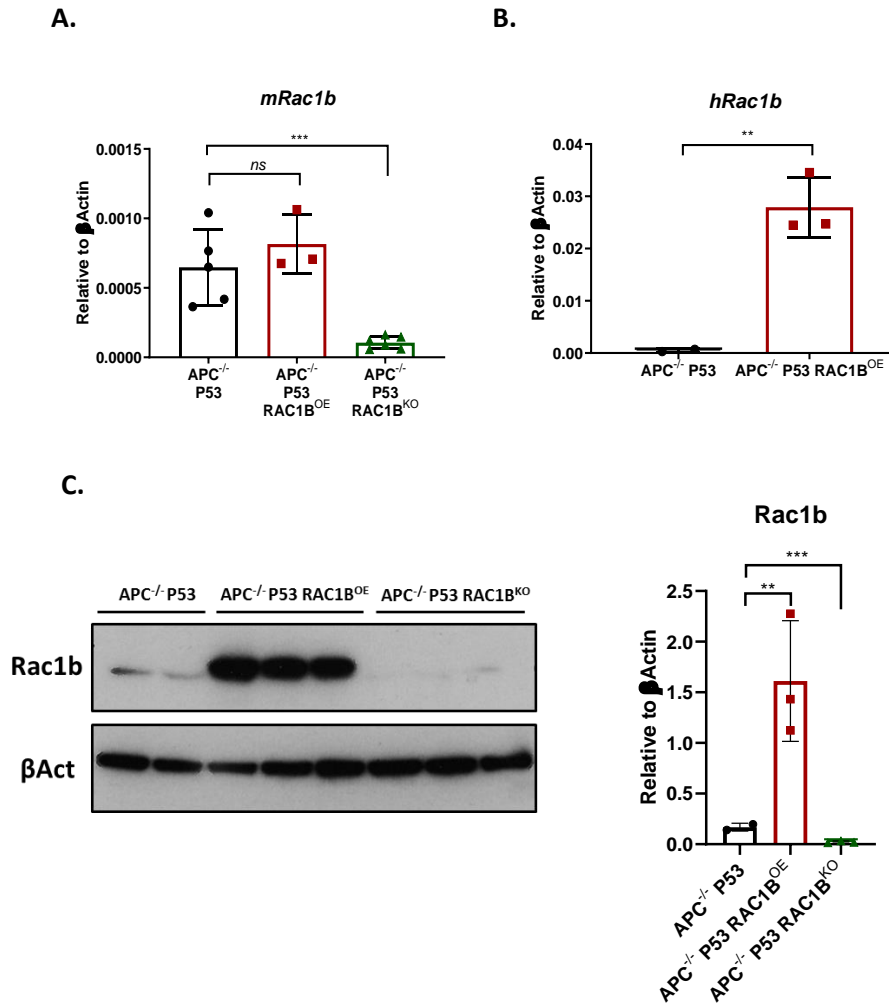 A.
mRac1b
Relative to βActin
0.0015
0.0010
0.0005
0.0000
***
ns
APC-/-
P53
APC-/-
P53
RAC1BOE
APC-/-
P53
RAC1BKO
B.
hRac1b
Relative to βActin
0.04
0.03
0.02
0.01
0.00
**
APC-/- P53
APC-/- P53 RAC1BOE
C.
APC-/- P53
APC-/- P53 RAC1BOE
APC-/- P53 RAC1BKO
Rac1b
βAct
Rac1b
Relative to βActin
2.5
2.0
1.5
1.0
0.5
0.0
***
**
APC-/- P53
APC-/- P53 RAC1BOE
APC-/- P53 RAC1BKO